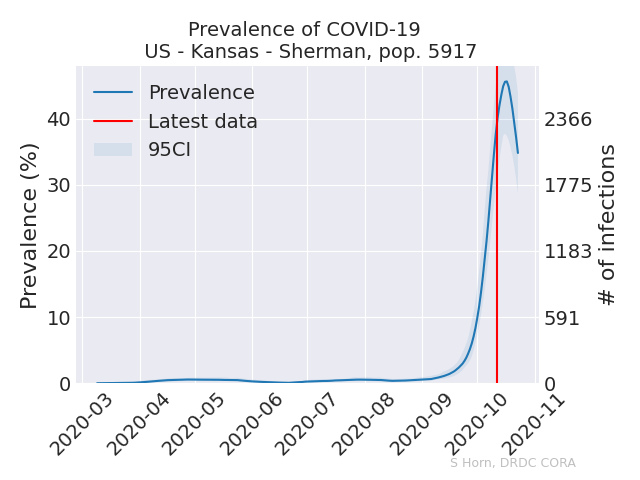 Prevalence of COVID-19
US - Kansas - Sherman, pop. 5917
Prevalence
Latest data
95CI
Prevalence (%)
40
30
20
10
0
2366
1775
1183
591
0
# of infections
2020-03
2020-04
2020-05
2020-06
2020-07
2020-08
2020-09
2020-10
2020-11
S Horn, DRDC CORA